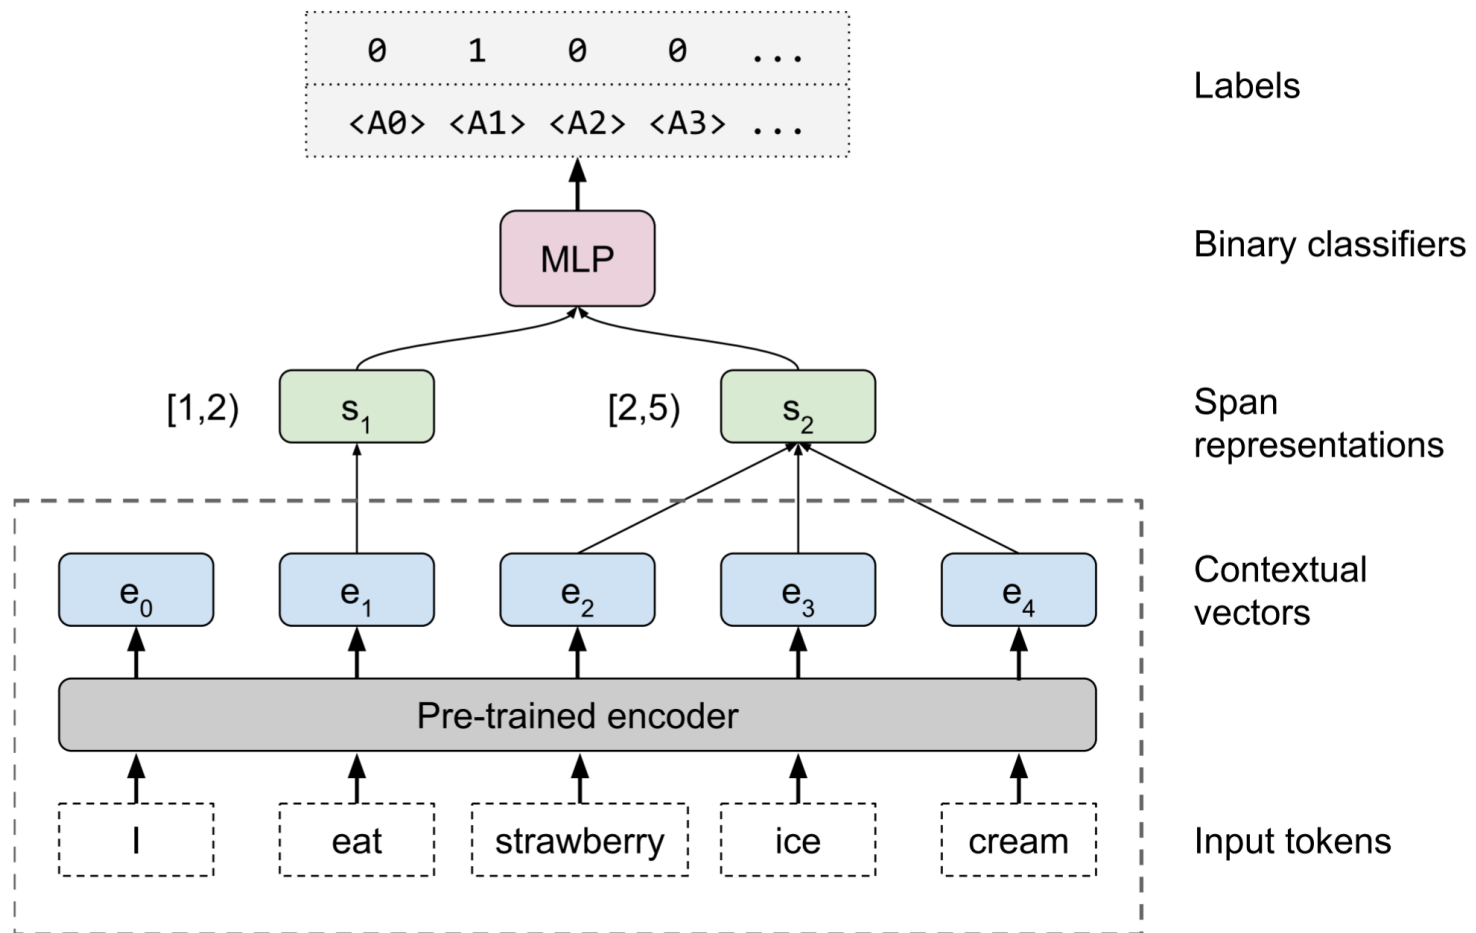 0 1 0 0 ...
Labels
<A0> <A1> <A2> <A3> ...
MLP
Binary classifiers
[1,2) s1 [2,5) s2
Span
representations
e0 e1 e2 e3 e4
Contextual
vectors
Pre-trained encoder
I eat strawberry ice cream
Input tokens